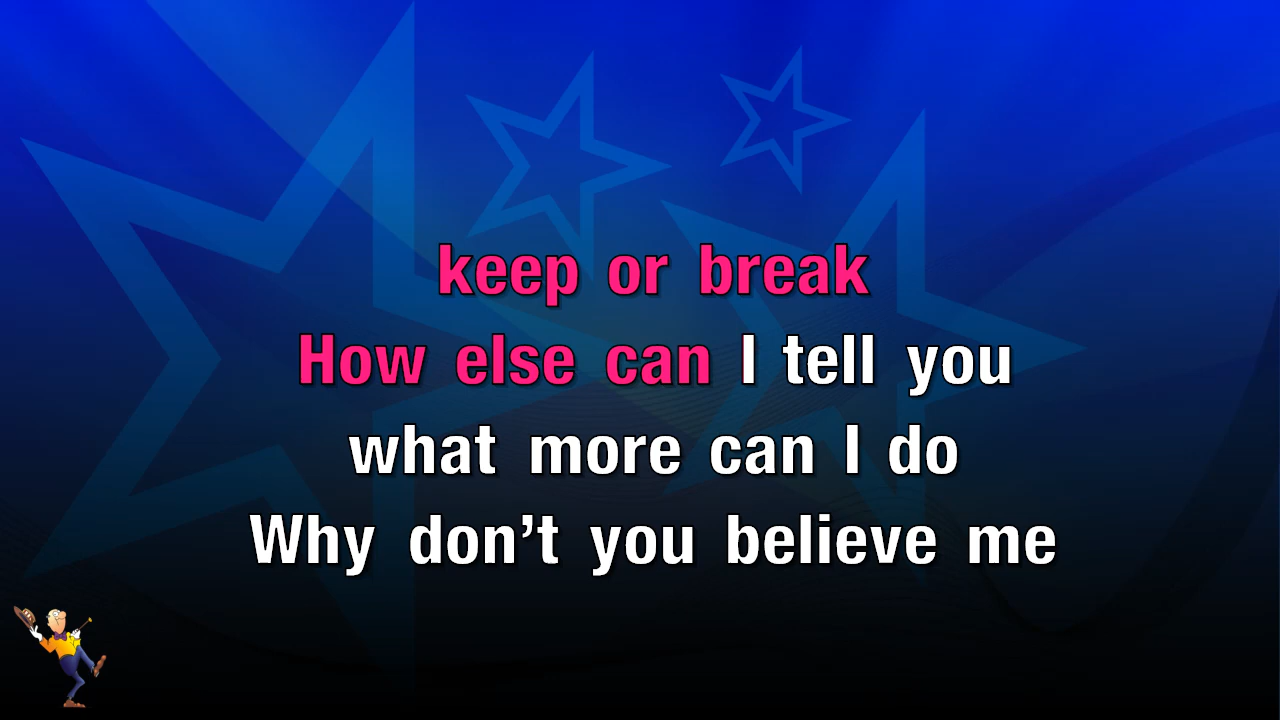 keep or break
How else can I tell you
what more can I do
Why don’t you believe me